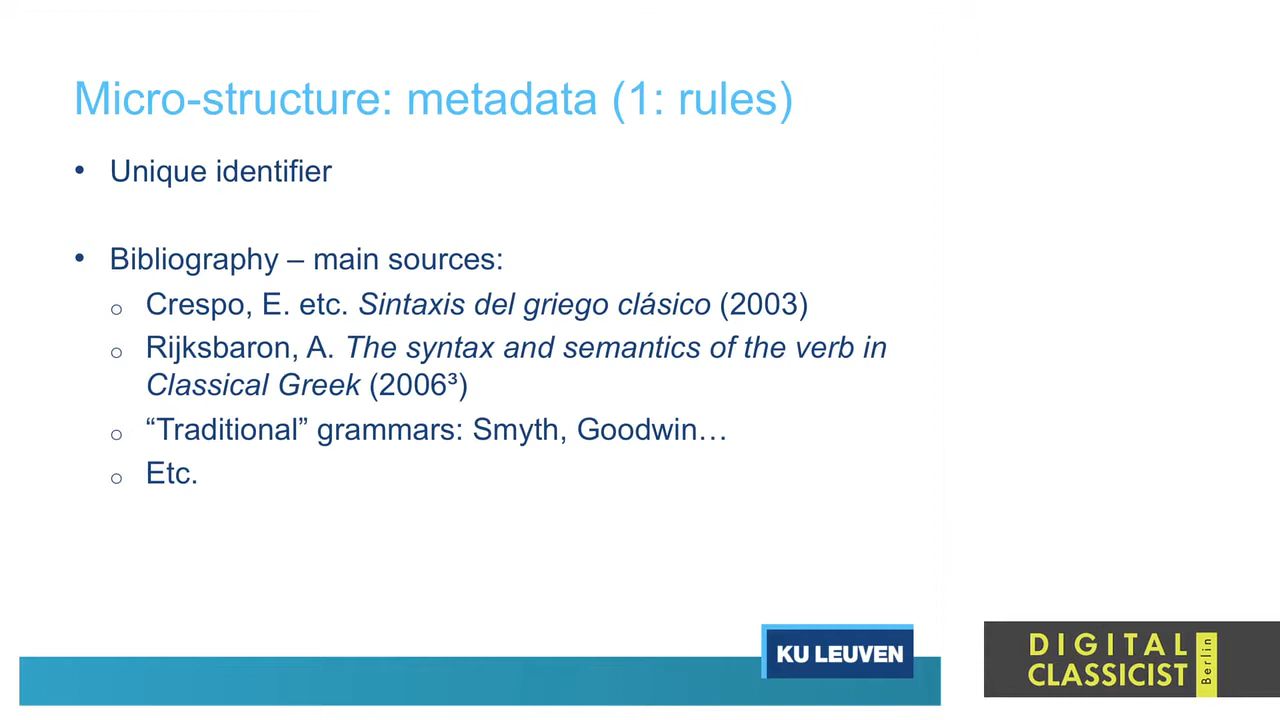 Micro-structure: metadata (1: rules)
• Unique identifier
• Bibliography – main sources:
o Crespo, E. etc. Sintaxis del griego clásico (2003)
o Rijksbaron, A. The syntax and semantics of the verb in
Classical Greek (2006³)
o “Traditional” grammars: Smyth, Goodwin…
o Etc.
KU LEUVEN
DIGITAL
CLASSICIST
Berlin